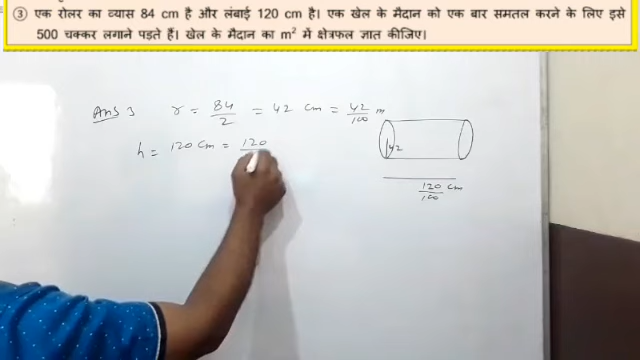 ③ एक रोलर का व्यास 84 cm है और लंबाई 120 cm है। एक खेल के मैदान को एक बार समतल करने के लिए इसे
500 चक्कर लगाने पड़ते हैं। खेल के मैदान का m² में क्षेत्रफल ज्ञात कीजिए।
Ans 3 r = 84/2 = 42 cm = 42/100 m
h = 120 cm = 120
42
120/100 cm